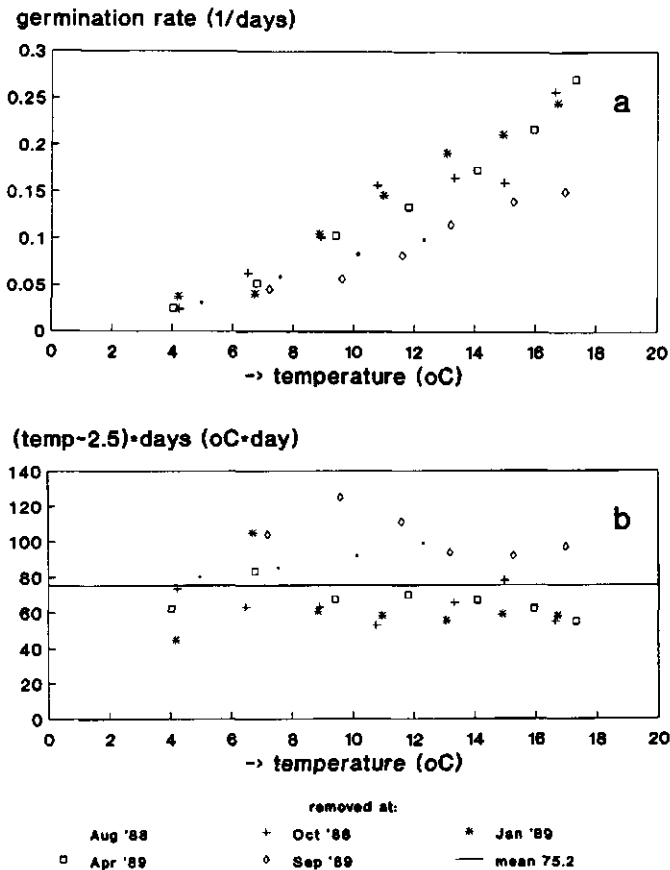 germination rate (1/days)
0.3
0.25
0.2
0.15
0.1
0.05
0
a
0 2 4 6 8 10 12 14 16 18 20
-> temperature (oC)
(temp-2.5)*days (oC*day)
140
120
100
80
60
40
20
0
b
0 2 4 6 8 10 12 14 16 18 20
-> temperature (oC)
removed at:
Aug '88 + Oct '88 * Jan '89
Apr '89 Sep '89 mean 75.2